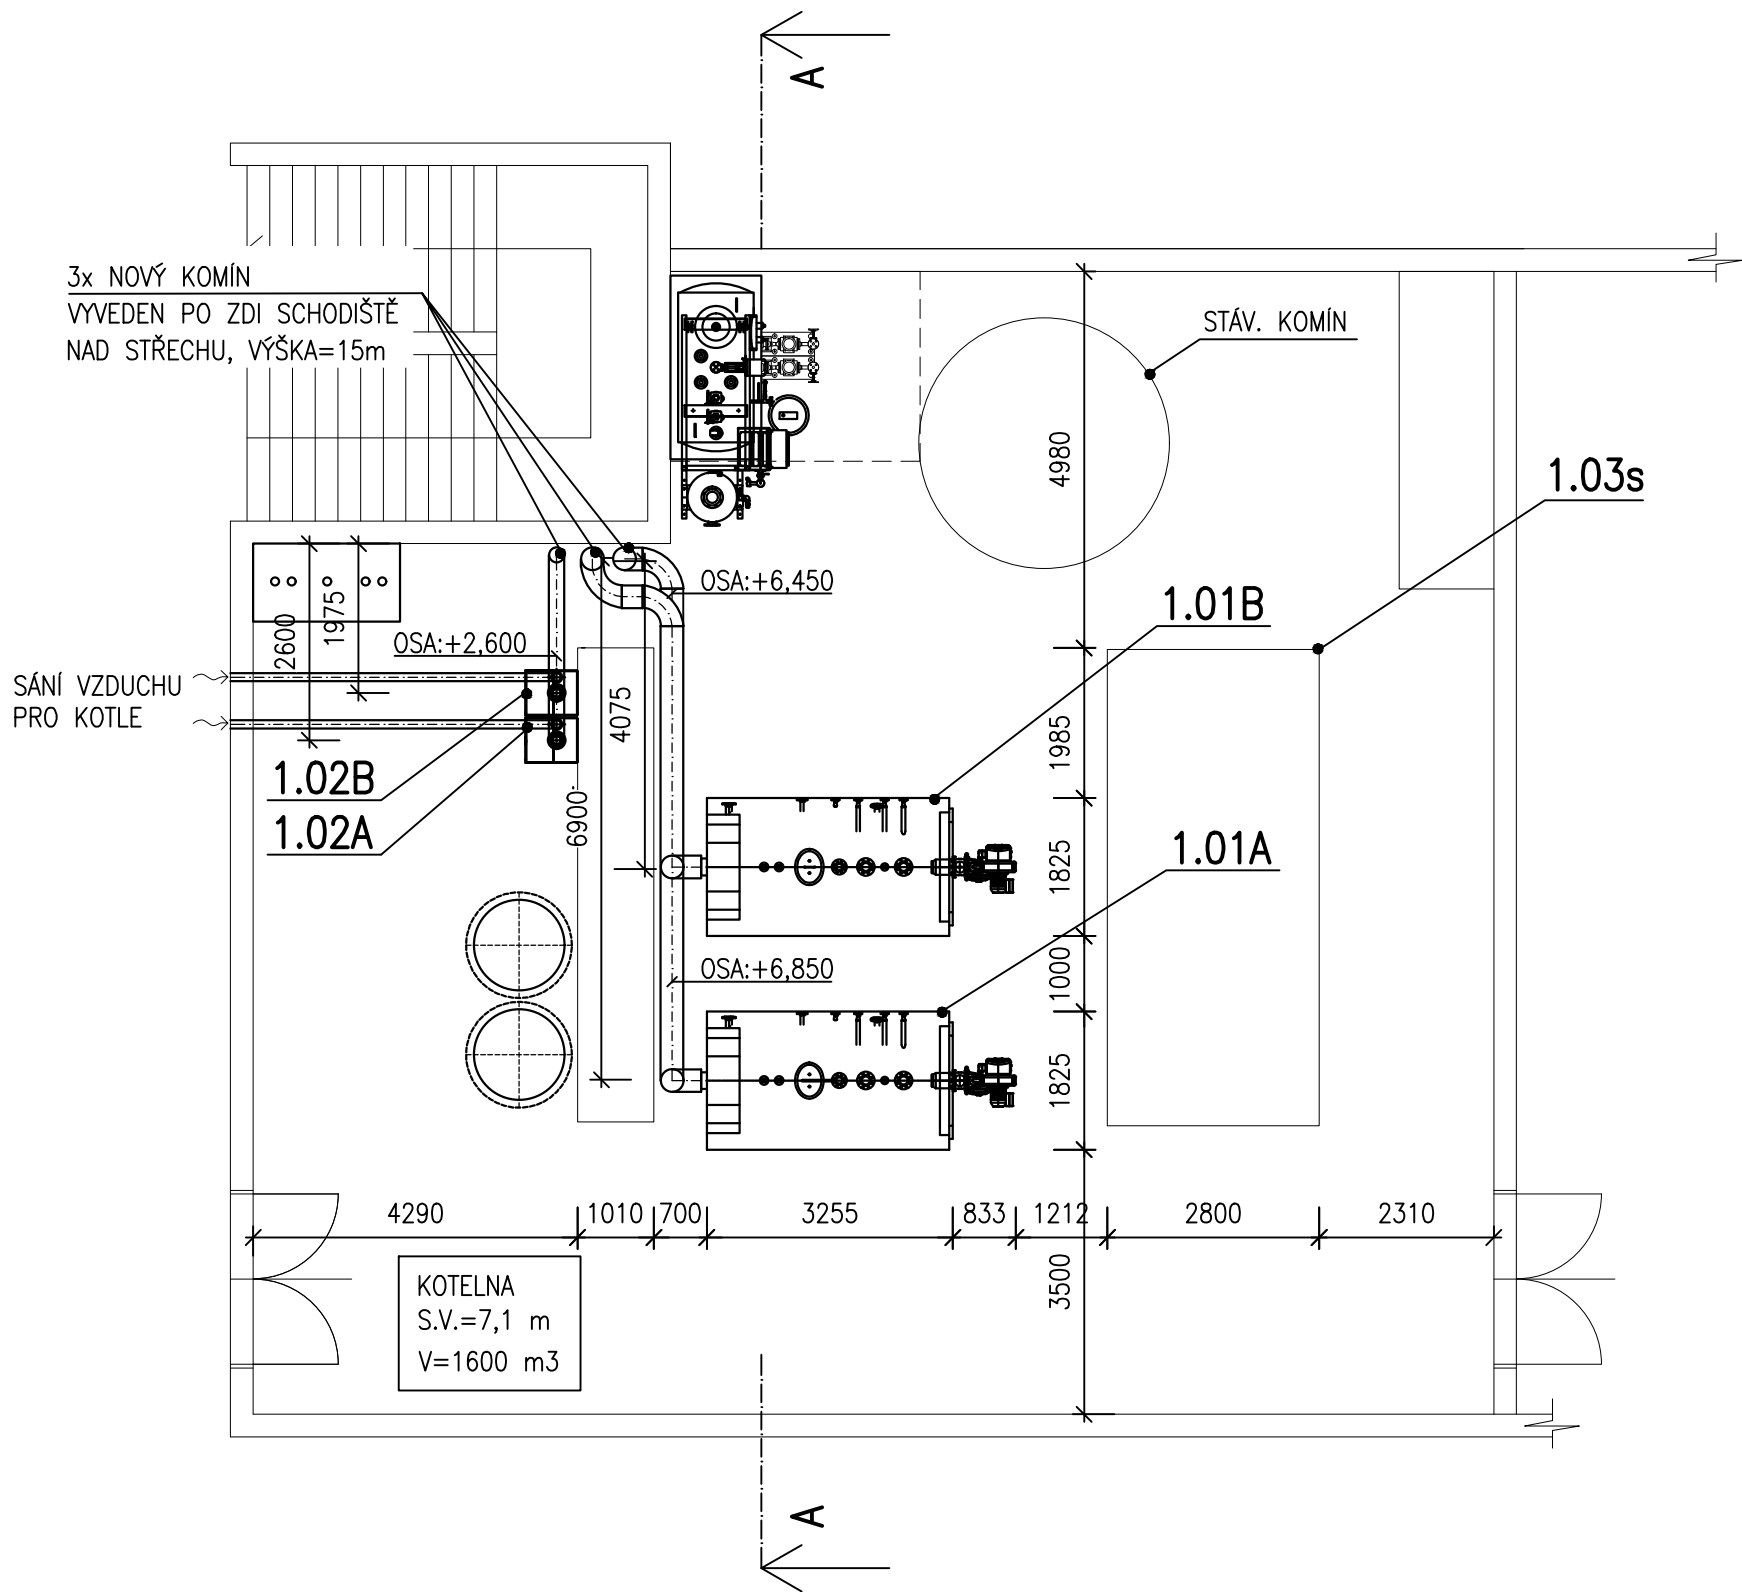 A
3x NOVÝ KOMÍN
VYVEDEN PO ZDI SCHODIŠTĚ
NAD STŘECHU, VÝŠKA=15m
STÁV. KOMÍN
4980
1.03s
OSA:+6,450
1.01B
2600
1975
OSA:+2,600
SÁNÍ VZDUCHU
PRO KOTLE
4075
1985
1.02B
1.02A
6900
1825
1.01A
OSA:+6,850
1000
1825
4290
1010
700
3255
833
1212
2800
2310
3500
KOTELNA
S.V.=7,1 m
V=1600 m3
A